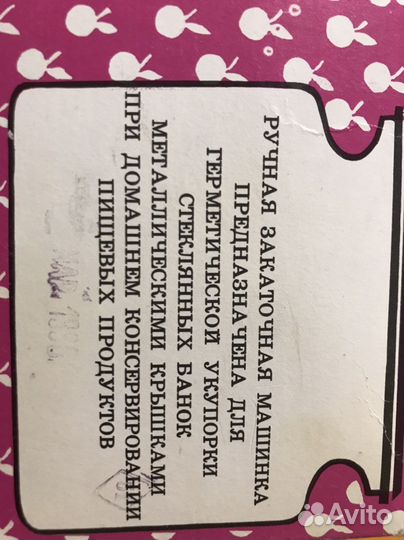 РУЧНАЯ ЗАКАТОЧНАЯ МАШИНКА
ПРЕДНАЗНАЧЕНА ДЛЯ
ГЕРМЕТИЧЕСКОЙ УКУПОРКИ
СТЕКЛЯННЫХ БАНОК
МЕТАЛЛИЧЕСКИМИ КРЫШКАМИ
ПРИ ДОМАШНЕМ КОНСЕРВИРОВАНИИ
ПИЩЕВЫХ ПРОДУКТОВ
Avito